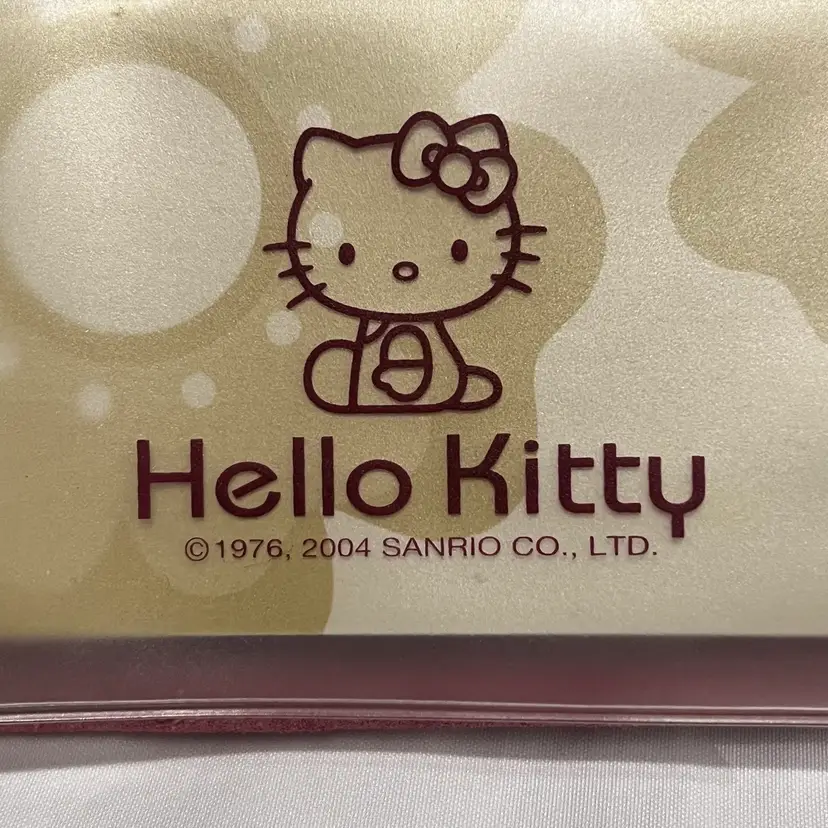 Hello Kitty
©1976, 2004 SANRIO CO., LTD.